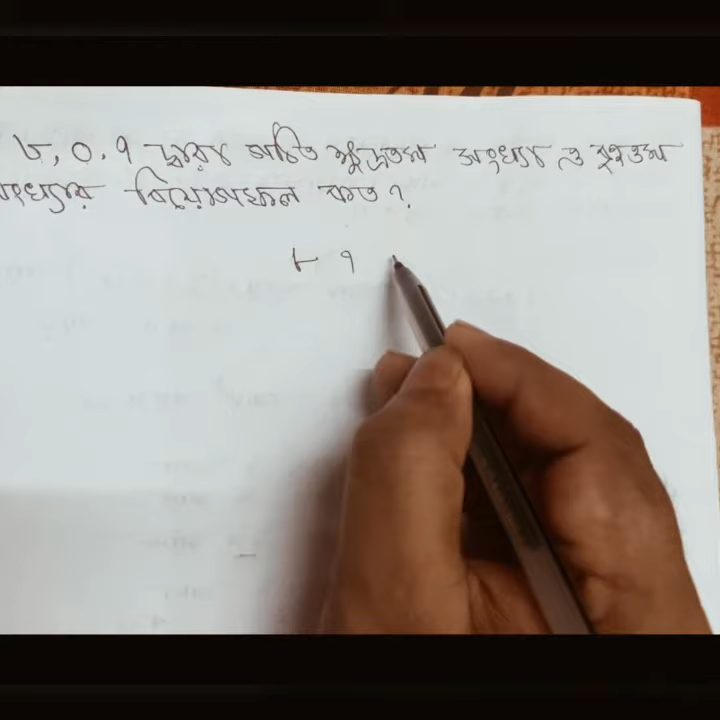 ৮, ০, ৭ দ্বারা গঠিত ক্ষুদ্রতম সংখ্যা ও বৃহত্তম
সংখ্যার বিয়োগফল কত ?
৮ ৭